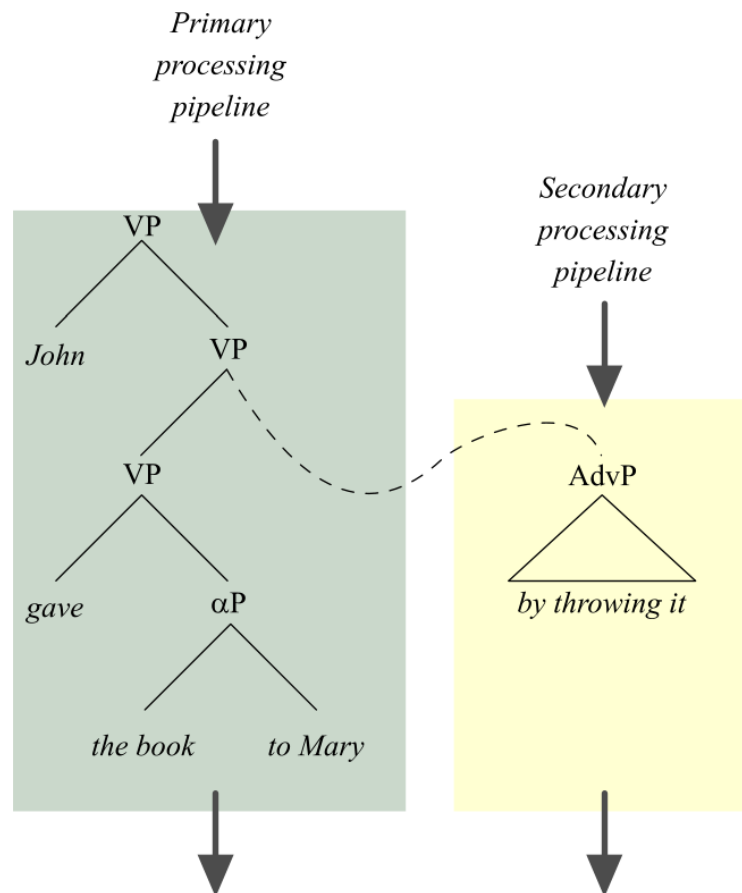 Primary
processing
pipeline
Secondary
processing
pipeline
VP
John
VP
VP
AdvP
gave
αP
by throwing it
the book
to Mary